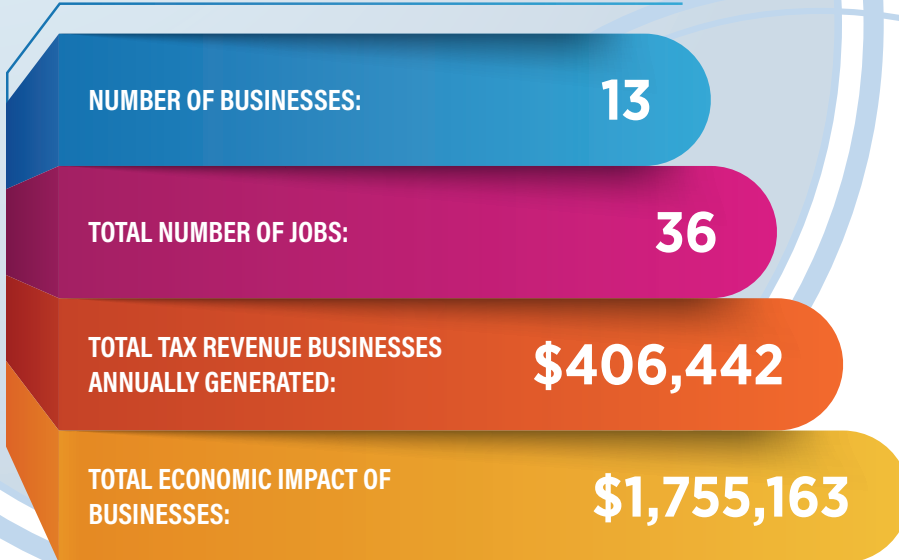 NUMBER OF BUSINESSES: 13
TOTAL NUMBER OF JOBS: 36
TOTAL TAX REVENUE BUSINESSES
ANNUALLY GENERATED: $406,442
TOTAL ECONOMIC IMPACT OF
BUSINESSES: $1,755,163